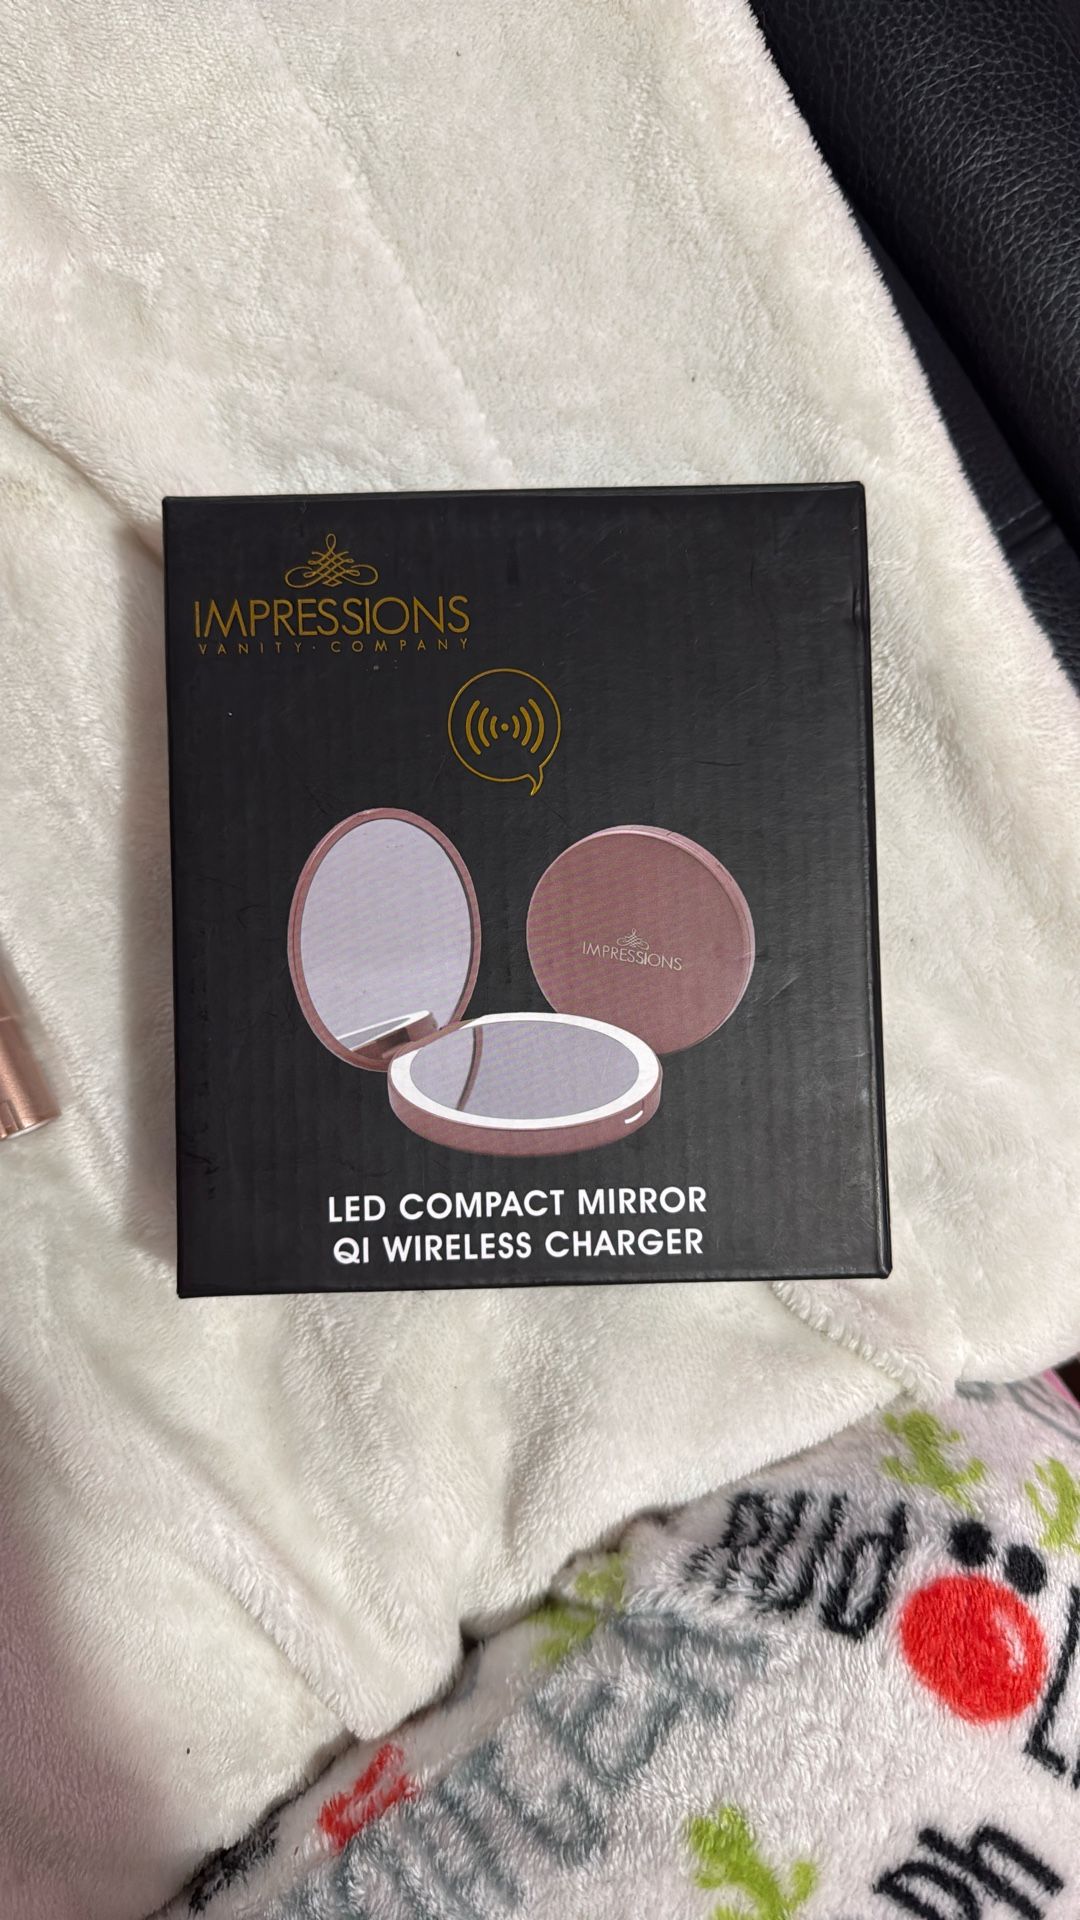 IMPRESSIONS
VANITY · COMPANY
IMPRESSIONS
LED COMPACT MIRROR
QI WIRELESS CHARGER